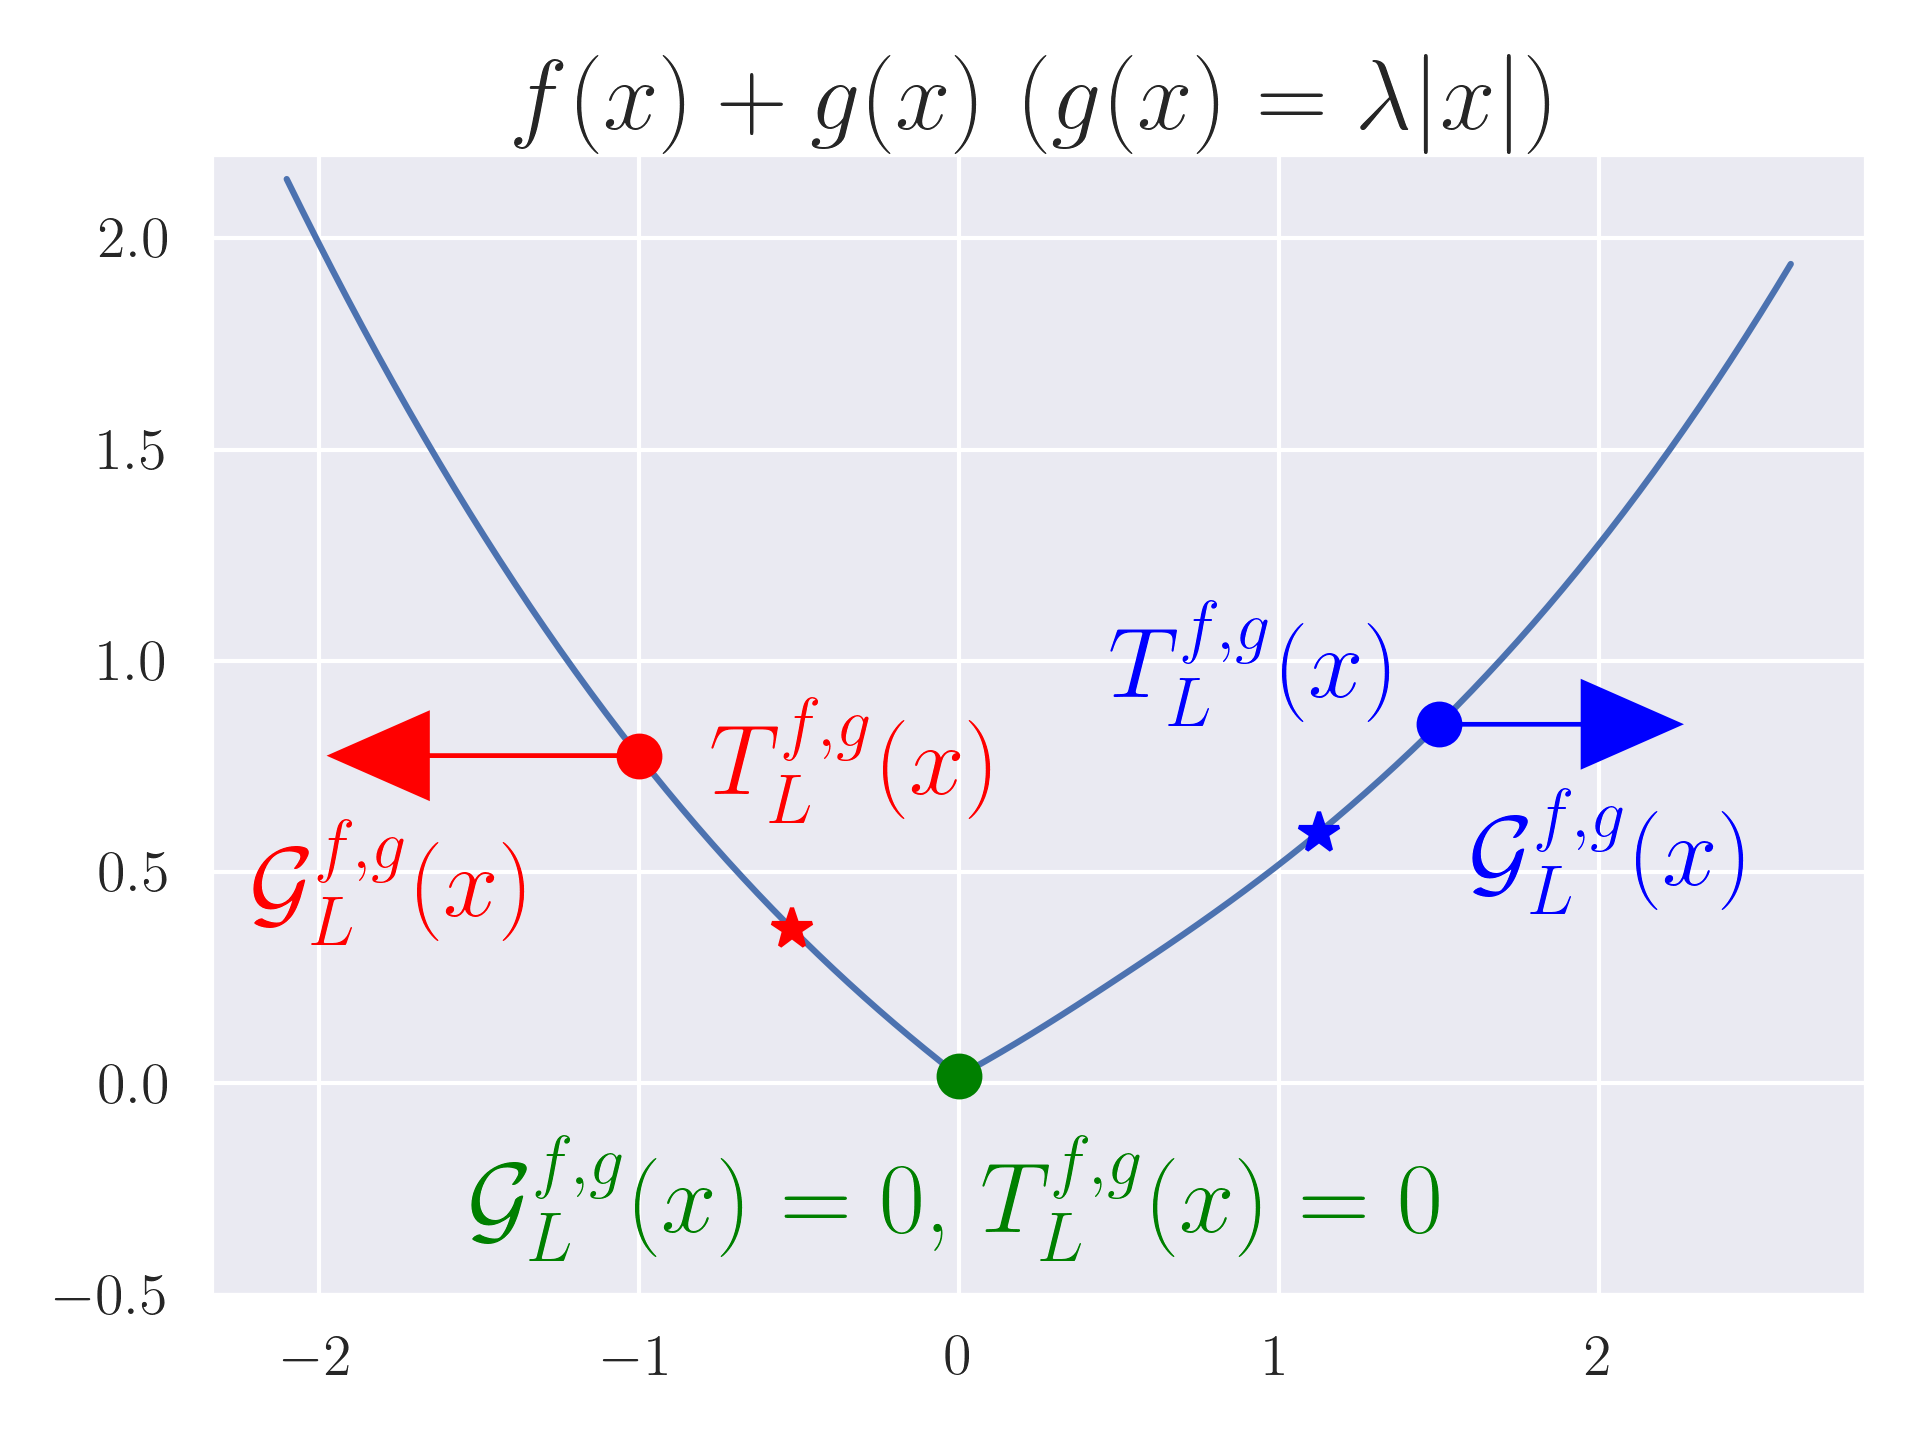 f(x) + g(x) (g(x) = λ|x|)
2.0
1.5
1.0
0.5
0.0
−0.5
T_L^{f,g}(x)
T_L^{f,g}(x)
𝒢_L^{f,g}(x)
𝒢_L^{f,g}(x)
𝒢_L^{f,g}(x) = 0, T_L^{f,g}(x) = 0
−2 −1 0 1 2